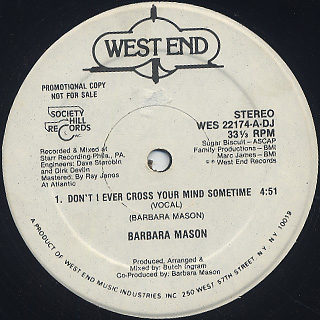 WEST END
PROMOTIONAL COPY
NOT FOR SALE
SOCIETY
HILL
RECORDS
INC
STEREO
WES 22174-A-DJ
33⅓ RPM
Sugar Biscuit - ASCAP
Family Productions - BMI
Marc James - BMI
℗ West End Records
Recorded & Mixed at
Starr Recording Phila., PA.
Engineers: Dave Starobin
and Dirk Devlin
Mastered: By Ray Janos
At Atlantic
1. DON'T I EVER CROSS YOUR MIND SOMETIME 4:51
(VOCAL)
(BARBARA MASON)
BARBARA MASON
Produced, Arranged &
Mixed by: Butch Ingram
Co-Produced by: Barbara Mason
A PRODUCT OF WEST END MUSIC INDUSTRIES INC 250 WEST 57TH STREET, N.Y. N.Y. 10019